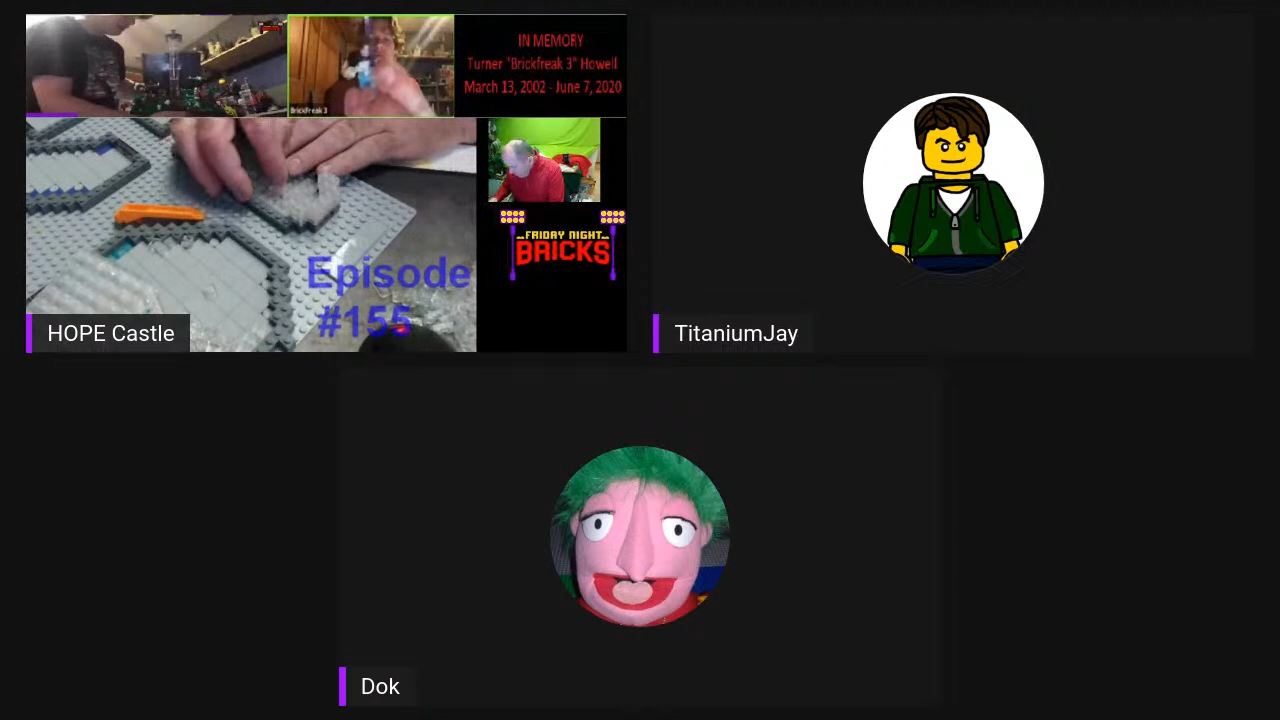 IN MEMORY
Turner "Brickfreak 3" Howell
March 13, 2002 - June 7, 2020
BrickFreak 3
FRIDAY NIGHT
BRICKS
Episode
#155
HOPE Castle
TitaniumJay
Dok